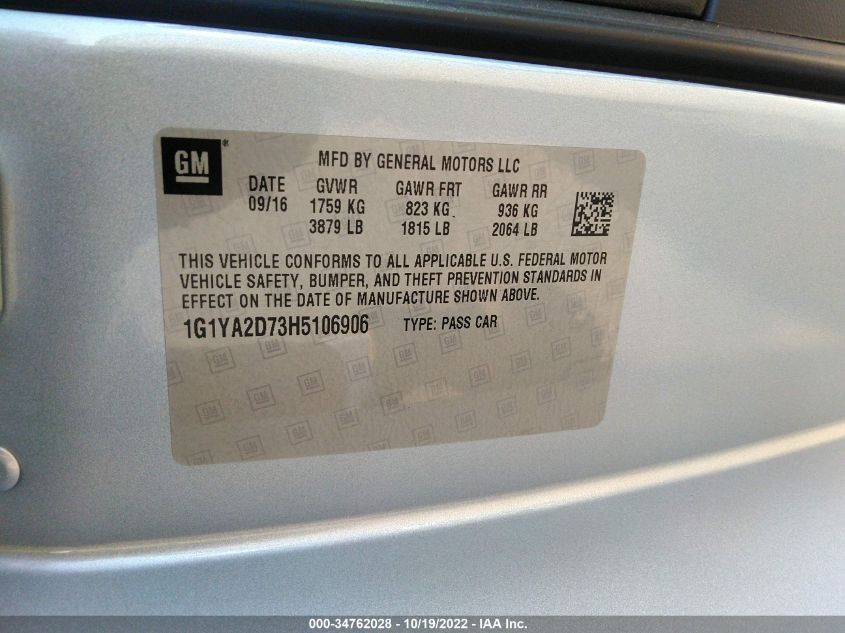 GM
MFD BY GENERAL MOTORS LLC
DATE GVWR GAWR FRT GAWR RR
09/16 1759 KG 823 KG 936 KG
3879 LB 1815 LB 2064 LB
THIS VEHICLE CONFORMS TO ALL APPLICABLE U.S. FEDERAL MOTOR
VEHICLE SAFETY, BUMPER, AND THEFT PREVENTION STANDARDS IN
EFFECT ON THE DATE OF MANUFACTURE SHOWN ABOVE.
1G1YA2D73H5106906 TYPE: PASS CAR
000-34762028 - 10/19/2022 - IAA Inc.